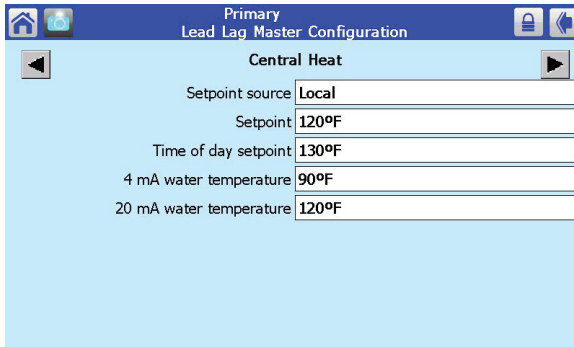 Primary
Lead Lag Master Configuration
Central Heat
Setpoint source Local
Setpoint 120ºF
Time of day setpoint 130ºF
4 mA water temperature 90ºF
20 mA water temperature 120ºF